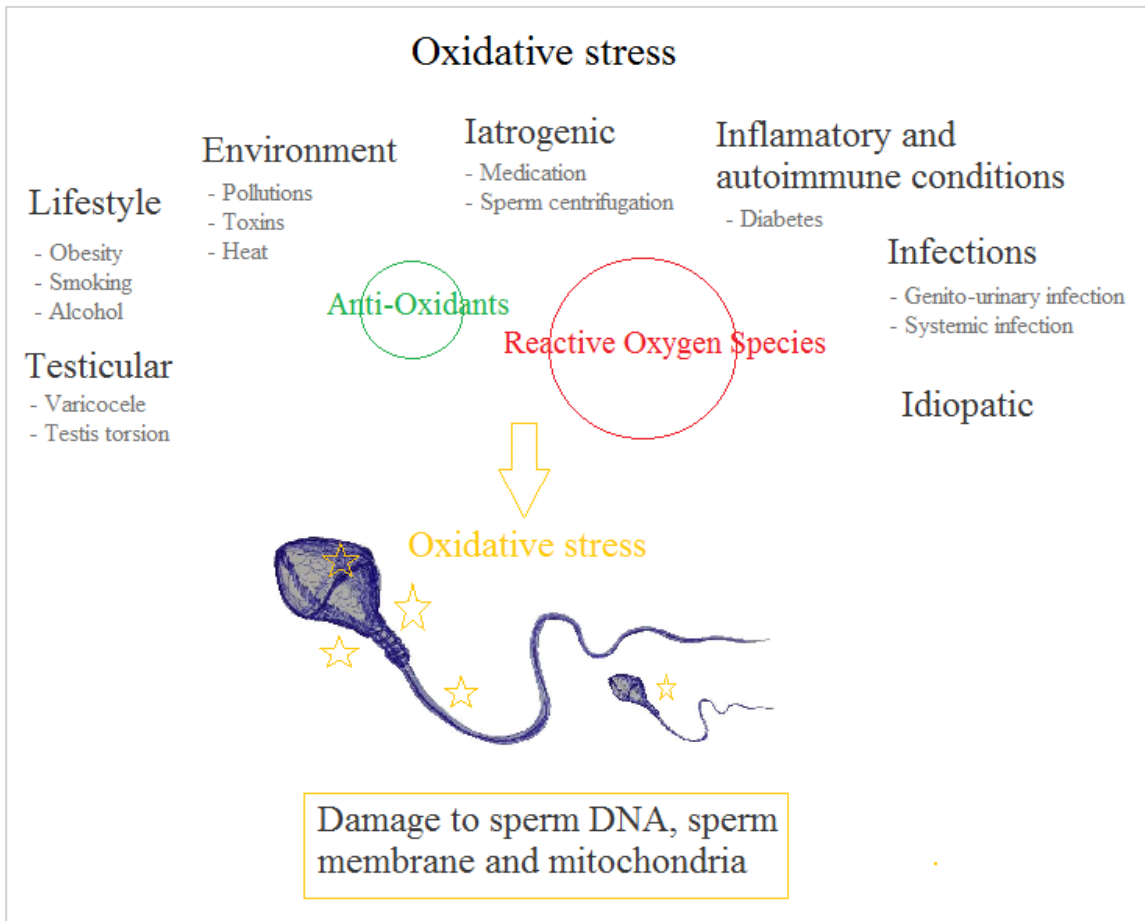 Oxidative stress
Lifestyle
- Obesity
- Smoking
- Alcohol
Testicular
- Varicocele
- Testis torsion
Environment
- Pollutions
- Toxins
- Heat
Iatrogenic
- Medication
- Sperm centrifugation
Inflamatory and
autoimmune conditions
- Diabetes
Infections
- Genito-urinary infection
- Systemic infection
Idiopatic
Anti-Oxidants
Reactive Oxygen Species
Oxidative stress
Damage to sperm DNA, sperm
membrane and mitochondria